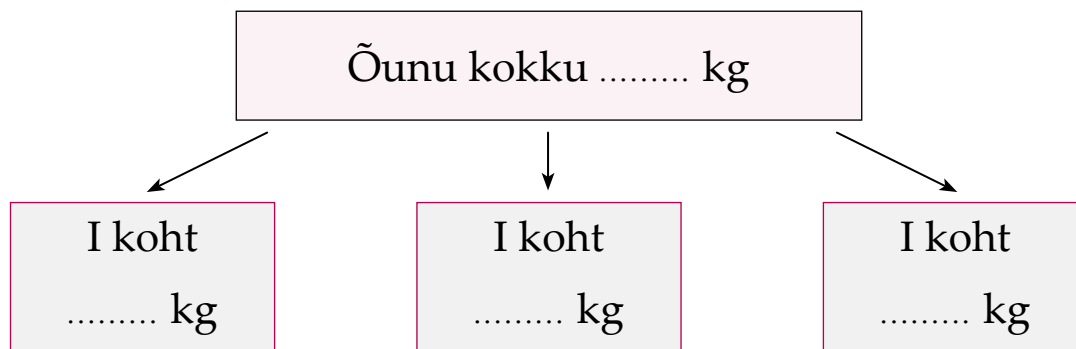 Õunu kokku ......... kg
I koht
......... kg
I koht
......... kg
I koht
......... kg